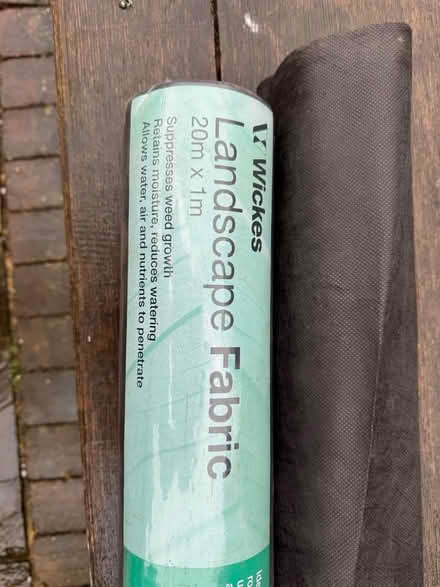 Wickes
Landscape Fabric
20m x 1m
Suppresses weed growth
Retains moisture, reduces watering
Allows water, air and nutrients to penetrate